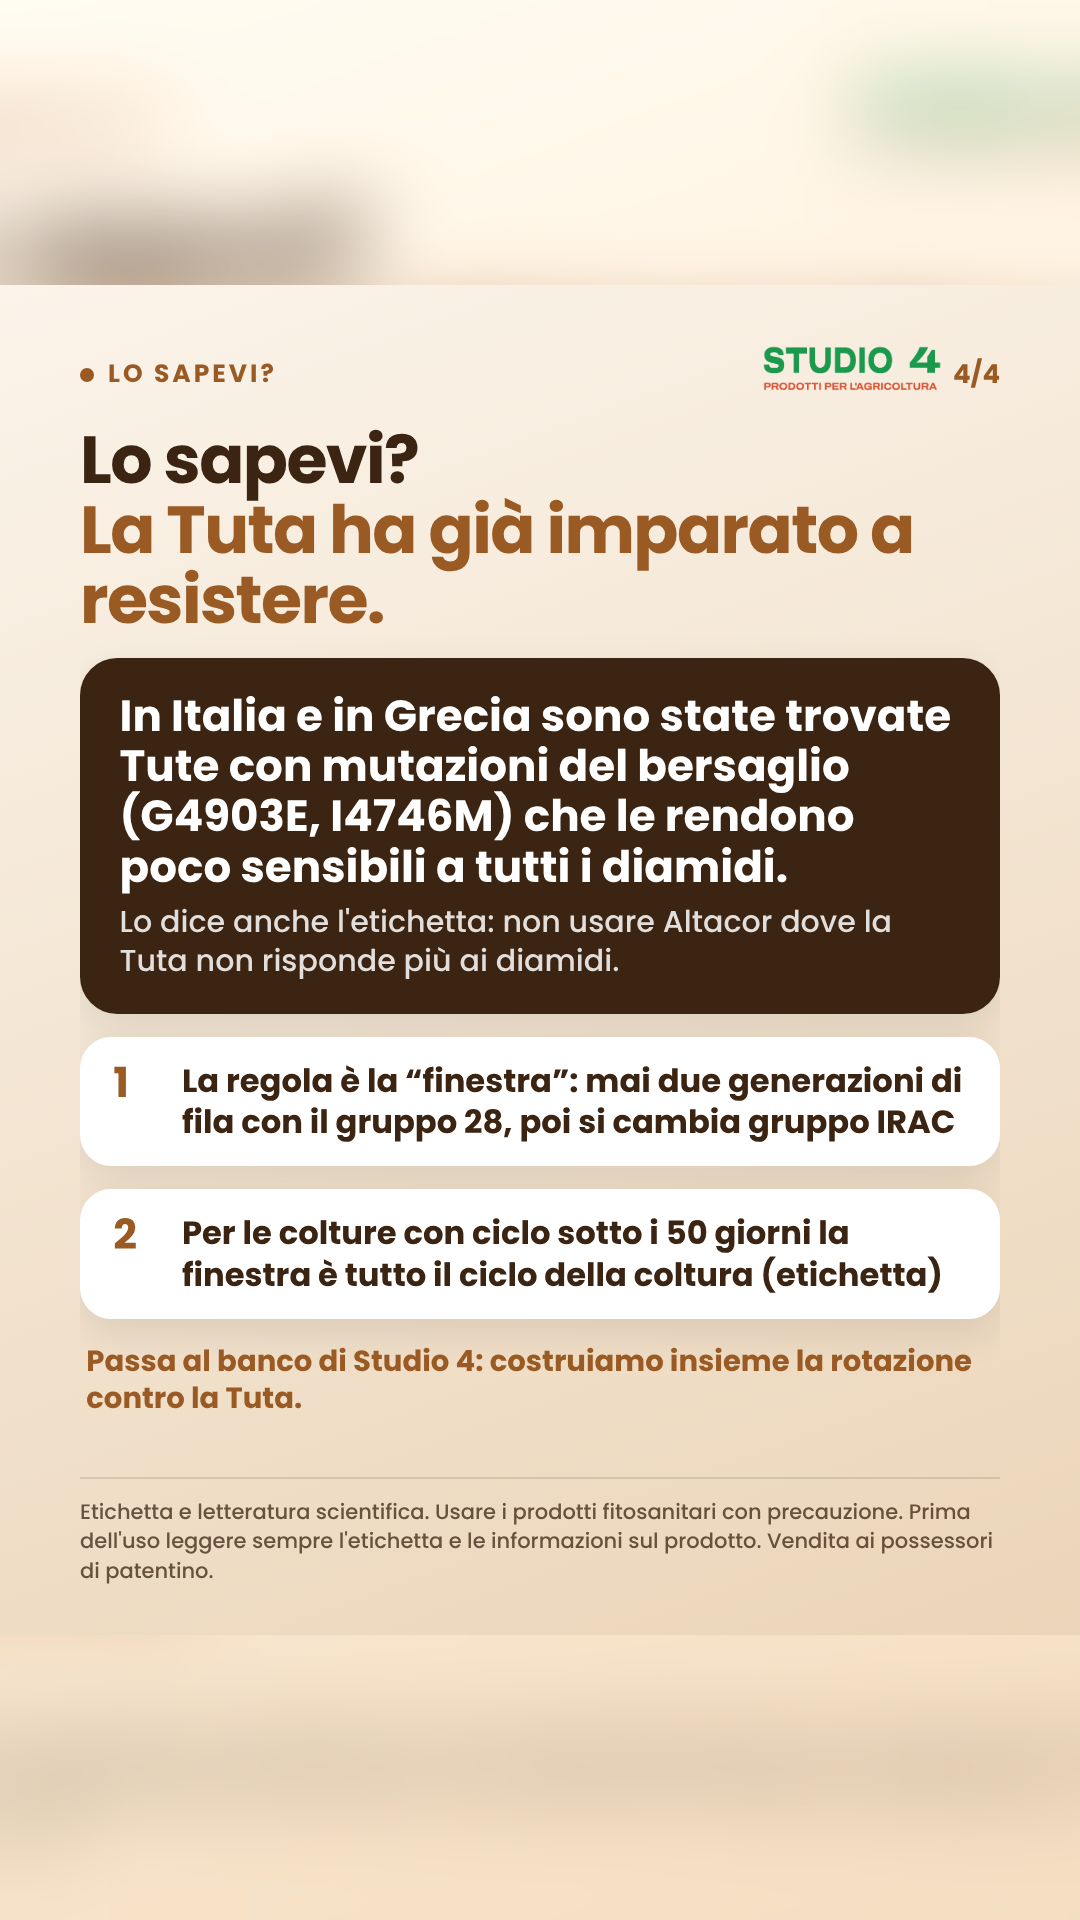 LO SAPEVI?
STUDIO 4
PRODOTTI PER L'AGRICOLTURA
4/4
Lo sapevi?
La Tuta ha già imparato a
resistere.
In Italia e in Grecia sono state trovate
Tute con mutazioni del bersaglio
(G4903E, I4746M) che le rendono
poco sensibili a tutti i diamidi.
Lo dice anche l'etichetta: non usare Altacor dove la
Tuta non risponde più ai diamidi.
1
La regola è la “finestra”: mai due generazioni di
fila con il gruppo 28, poi si cambia gruppo IRAC
2
Per le colture con ciclo sotto i 50 giorni la
finestra è tutto il ciclo della coltura (etichetta)
Passa al banco di Studio 4: costruiamo insieme la rotazione
contro la Tuta.
Etichetta e letteratura scientifica. Usare i prodotti fitosanitari con precauzione. Prima
dell'uso leggere sempre l'etichetta e le informazioni sul prodotto. Vendita ai possessori
di patentino.